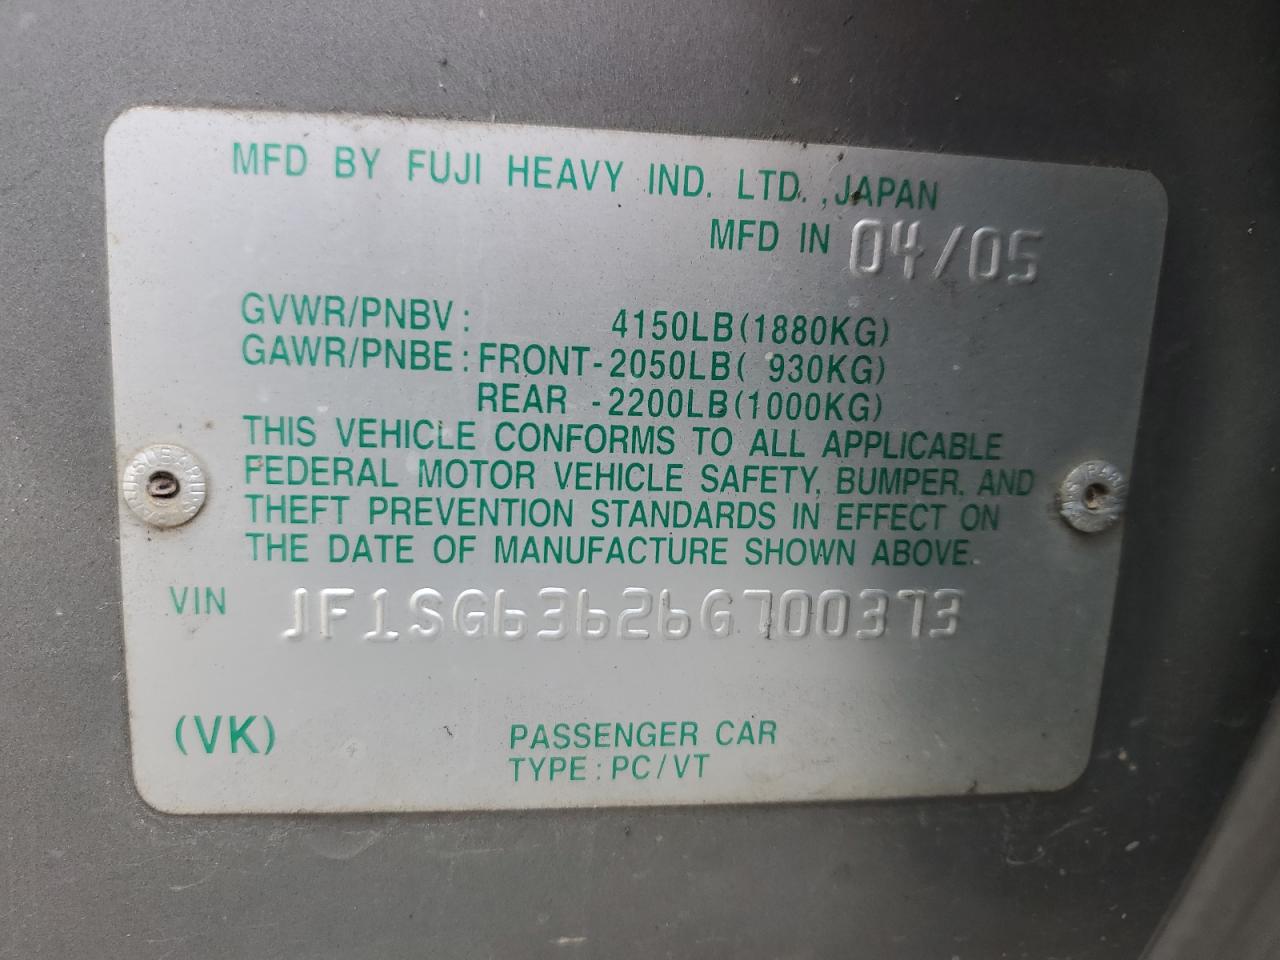 MFD BY FUJI HEAVY IND. LTD. ,JAPAN
MFD IN 04/05
GVWR/PNBV : 4150LB(1880KG)
GAWR/PNBE : FRONT-2050LB( 930KG)
REAR -2200LB(1000KG)
THIS VEHICLE CONFORMS TO ALL APPLICABLE
FEDERAL MOTOR VEHICLE SAFETY, BUMPER, AND
THEFT PREVENTION STANDARDS IN EFFECT ON
THE DATE OF MANUFACTURE SHOWN ABOVE.
VIN JF1SG63626G700373
(VK) PASSENGER CAR
TYPE : PC/VT